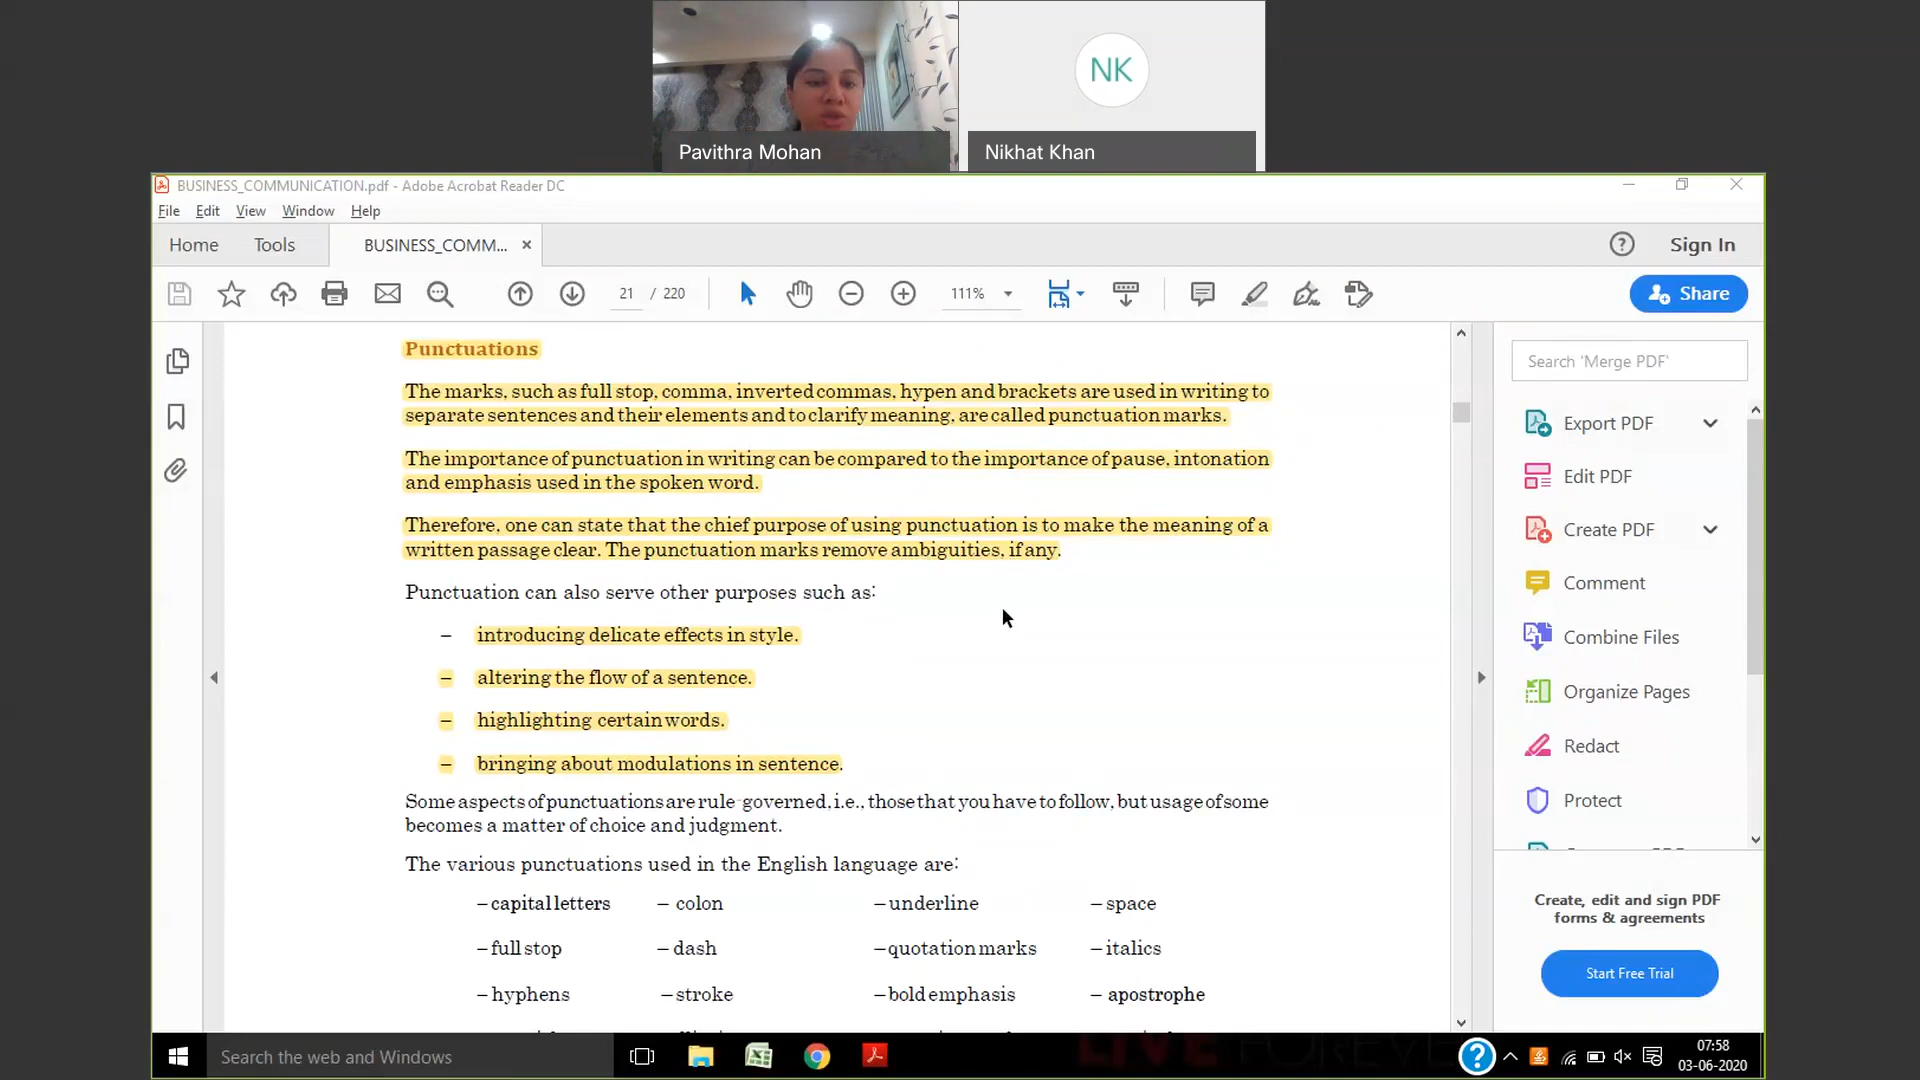 NK
Pavithra Mohan
Nikhat Khan
BUSINESS_COMMUNICATION.pdf - Adobe Acrobat Reader DC
File Edit View Window Help
Home Tools BUSINESS_COMM... × Sign In
21 / 220 111% Share
Punctuations
The marks, such as full stop, comma, inverted commas, hypen and brackets are used in writing to
separate sentences and their elements and to clarify meaning, are called punctuation marks.
The importance of punctuation in writing can be compared to the importance of pause, intonation
and emphasis used in the spoken word.
Therefore, one can state that the chief purpose of using punctuation is to make the meaning of a
written passage clear. The punctuation marks remove ambiguities, if any.
Punctuation can also serve other purposes such as:
– introducing delicate effects in style.
– altering the flow of a sentence.
– highlighting certain words.
– bringing about modulations in sentence.
Some aspects of punctuations are rule-governed, i.e., those that you have to follow, but usage of some
becomes a matter of choice and judgment.
The various punctuations used in the English language are:
– capital letters – colon – underline – space
– full stop – dash – quotation marks – italics
– hyphens – stroke – bold emphasis – apostrophe
Search 'Merge PDF'
Export PDF
Edit PDF
Create PDF
Comment
Combine Files
Organize Pages
Redact
Protect
Create, edit and sign PDF
forms & agreements
Start Free Trial
Search the web and Windows
LIVE FOREVE
07:58
03-06-2020